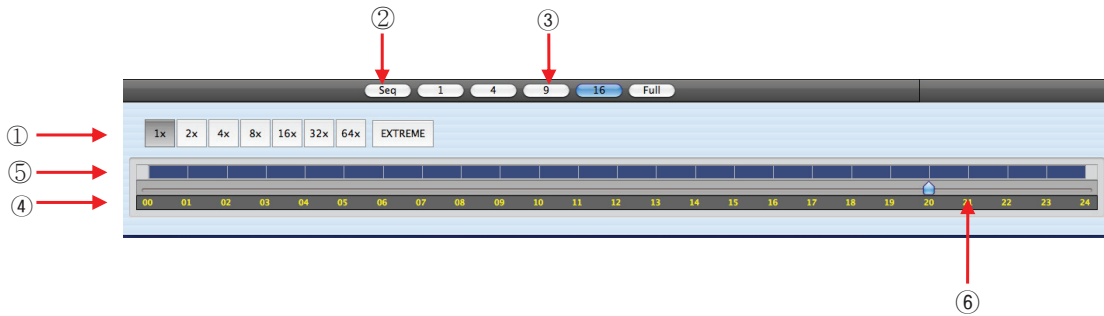 ② ③
Seq 1 4 9 16 Full
① 1x 2x 4x 8x 16x 32x 64x EXTREME
⑤
④ 00 01 02 03 04 05 06 07 08 09 10 11 12 13 14 15 16 17 18 19 20 21 22 23 24
⑥